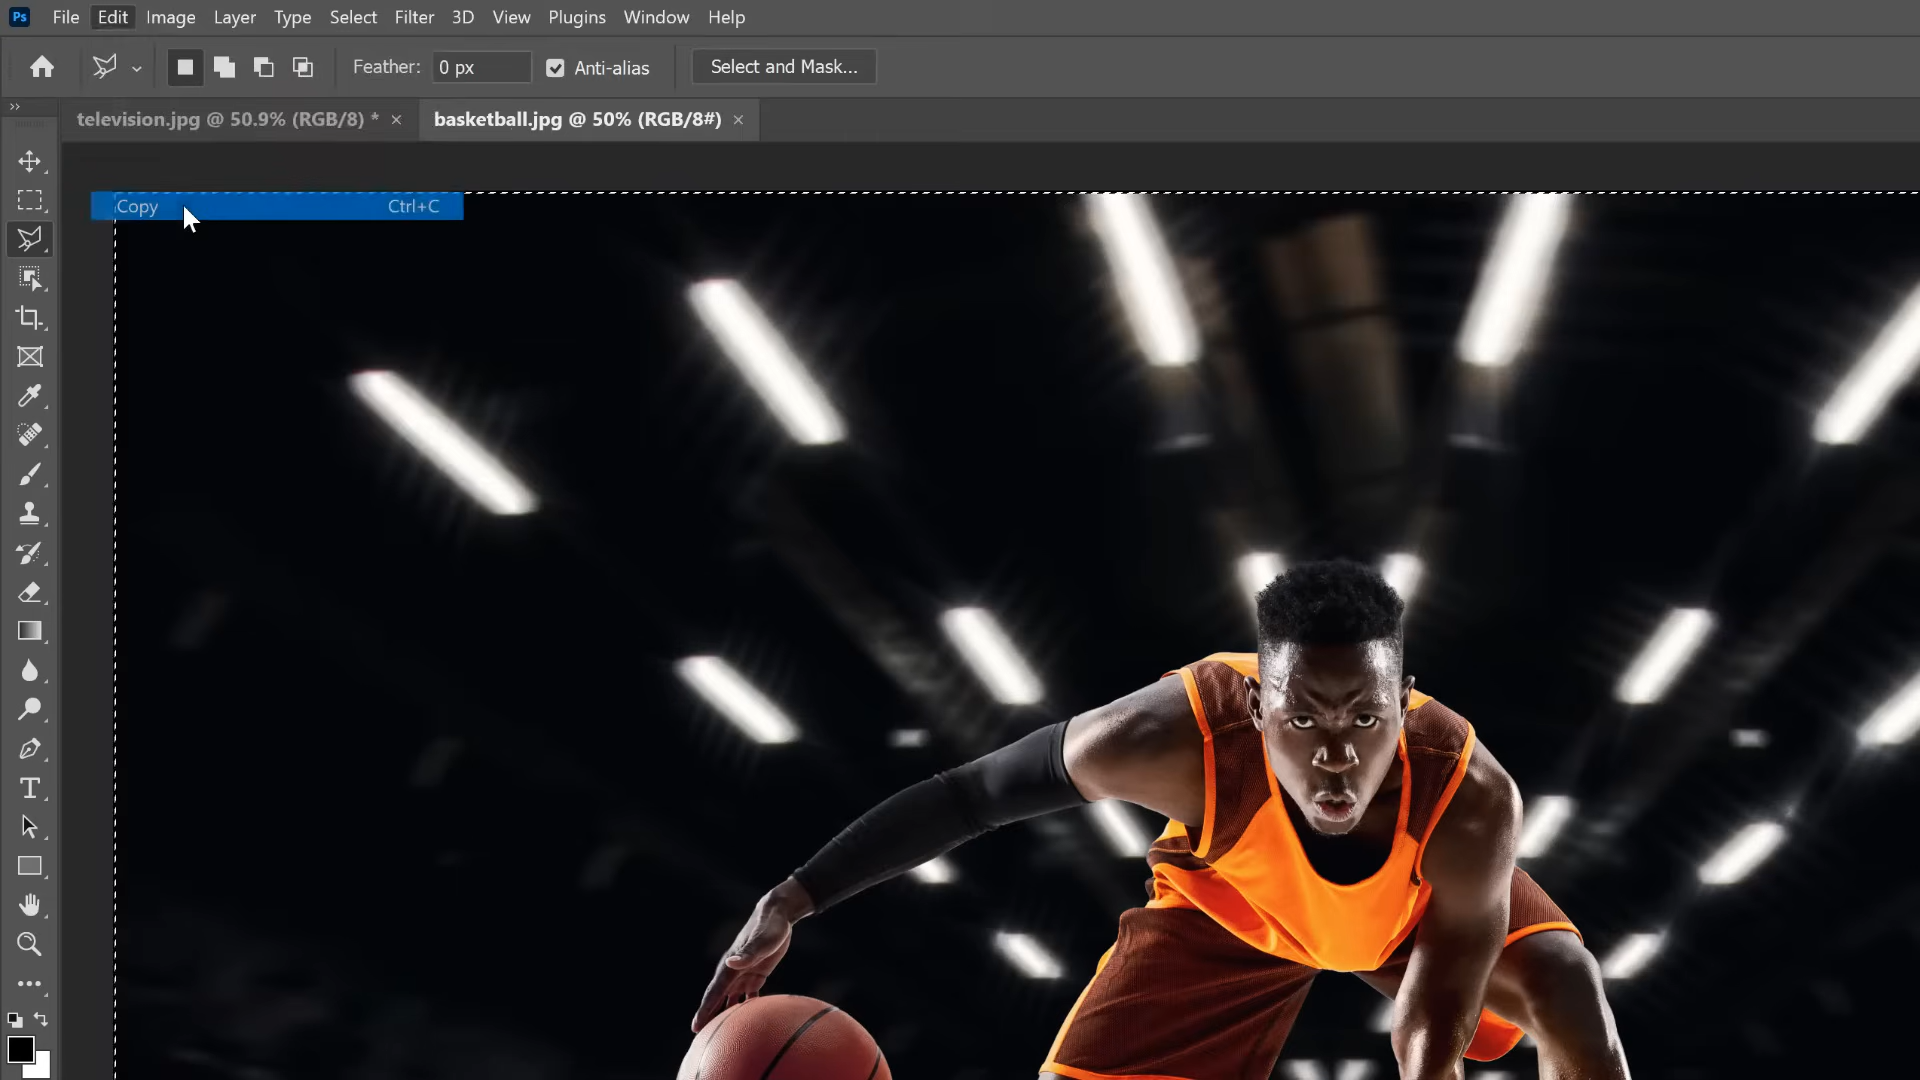 Ps File Edit Image Layer Type Select Filter 3D View Plugins Window Help
Feather: 0 px Anti-alias Select and Mask...
television.jpg @ 50.9% (RGB/8) * × basketball.jpg @ 50% (RGB/8#) ×
Copy Ctrl+C